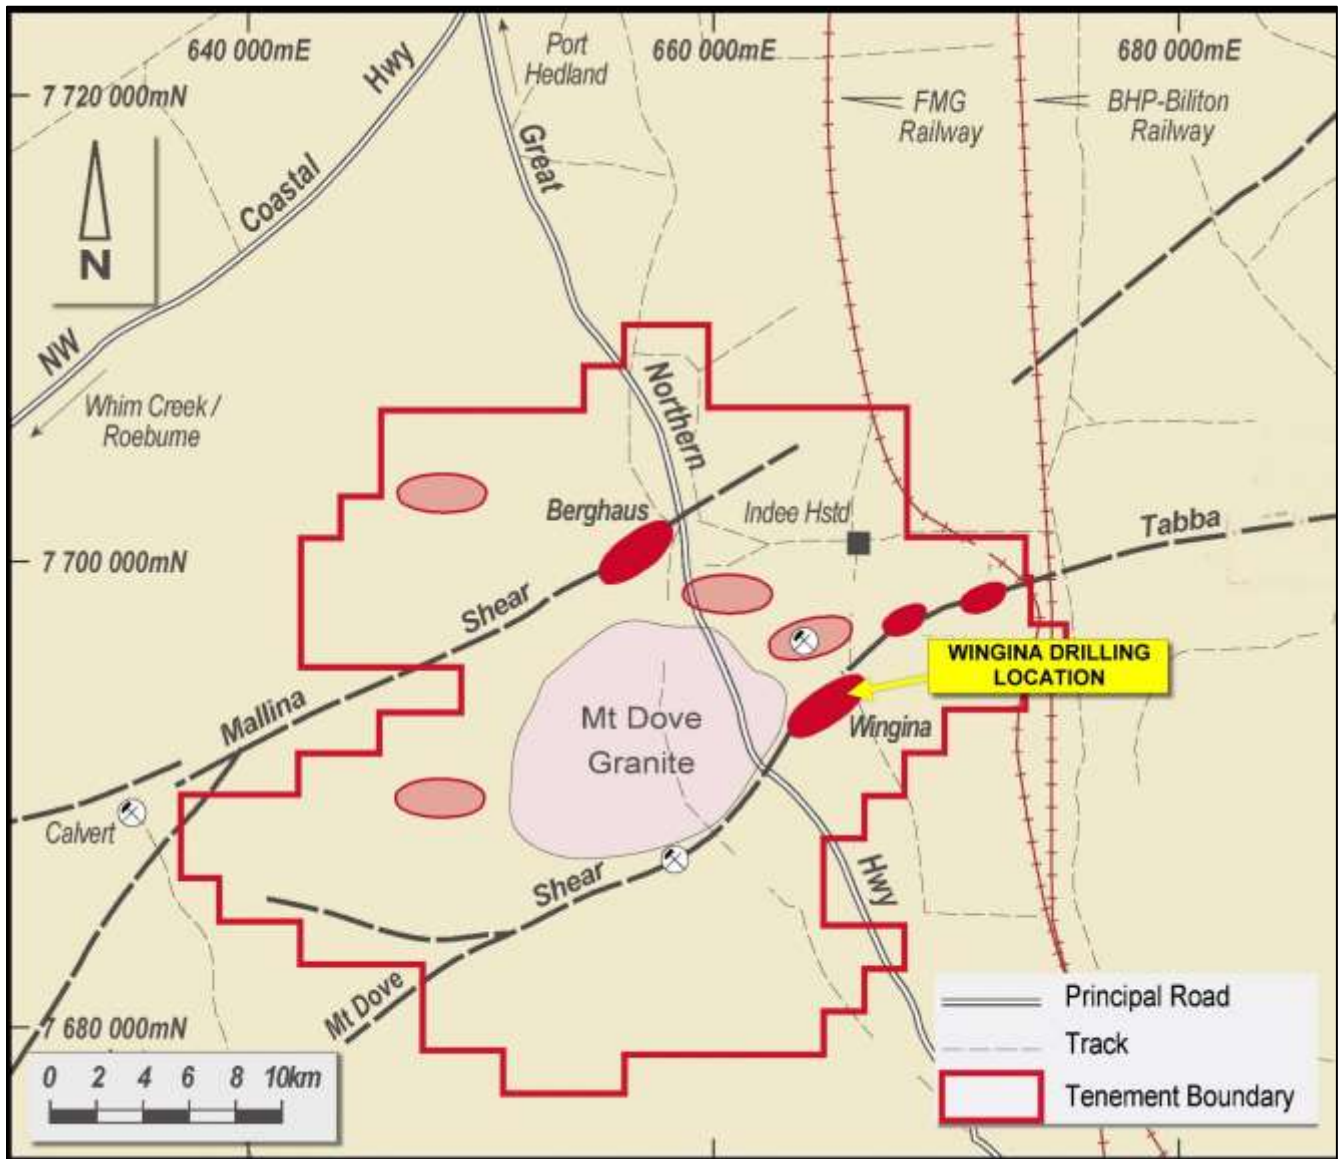 640 000mE
660 000mE
680 000mE
7 720 000mN
Hwy
Port
Hedland
FMG
Railway
BHP-Biliton
Railway
Great
Coastal
N
NW
Whim Creek /
Roebume
Northern
Berghaus
Indee Hstd
Tabba
7 700 000mN
Shear
WINGINA DRILLING
LOCATION
Mallina
Mt Dove
Granite
Wingina
Calvert
Shear
Hwy
Mt Dove
7 680 000mN
Principal Road
Track
Tenement Boundary
0 2 4 6 8 10km